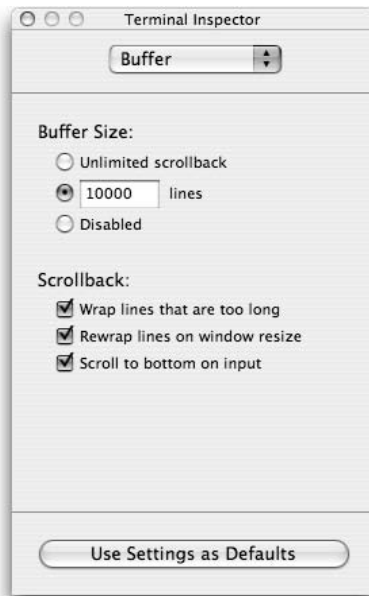 Terminal Inspector
Buffer
Buffer Size:
Unlimited scrollback
10000 lines
Disabled
Scrollback:
Wrap lines that are too long
Rewrap lines on window resize
Scroll to bottom on input
Use Settings as Defaults